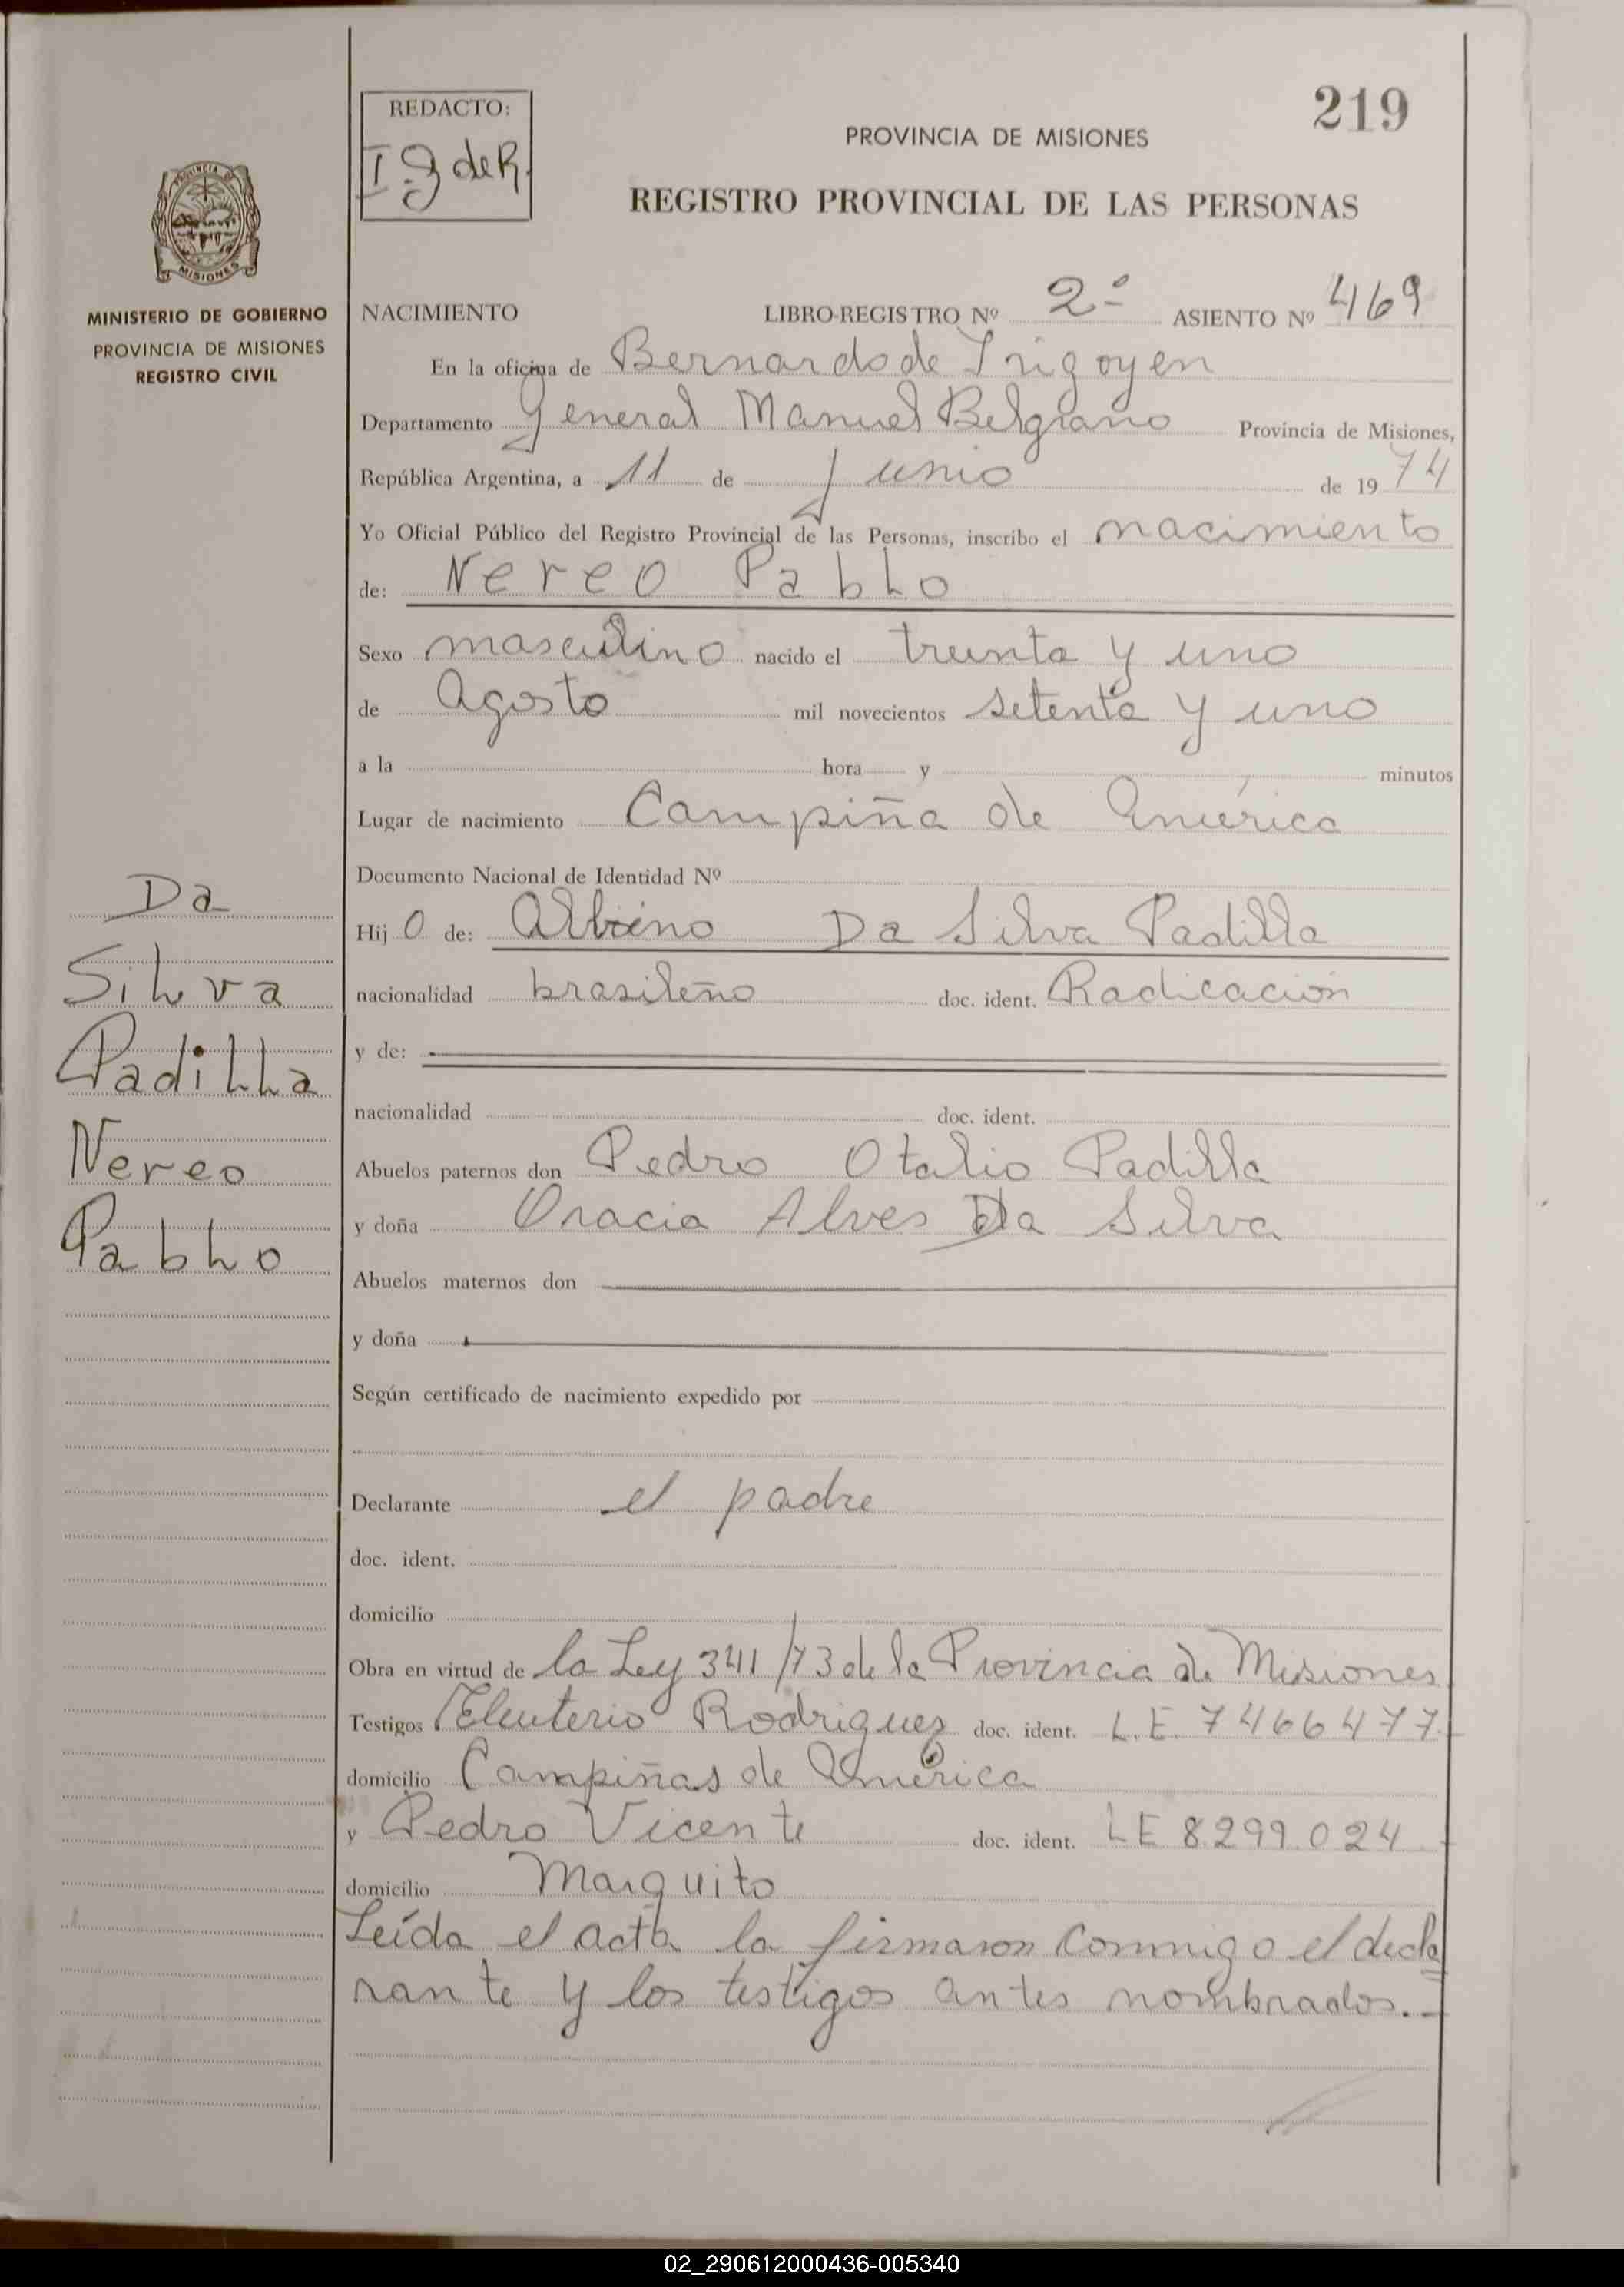 219
REDACTO:
I. G de R.
PROVINCIA DE MISIONES
REGISTRO PROVINCIAL DE LAS PERSONAS
PROVINCIA DE
MISIONES
MINISTERIO DE GOBIERNO
PROVINCIA DE MISIONES
REGISTRO CIVIL
NACIMIENTO LIBRO-REGISTRO Nº 2º ASIENTO Nº 469
En la oficina de Bernardo de Irigoyen
Departamento General Manuel Belgrano Provincia de Misiones,
República Argentina, a 11 de Junio de 1974
Yo Oficial Público del Registro Provincial de las Personas, inscribo el nacimiento
de: Nereo Pablo
Sexo masculino nacido el treinta y uno
de Agosto mil novecientos setenta y uno
a la hora y minutos
Lugar de nacimiento Campiña de América
Documento Nacional de Identidad Nº
Hijo de: Albino Da Silva Padilla
nacionalidad brasileño doc. ident. Radicación
y de:
nacionalidad doc. ident.
Abuelos paternos don Pedro Otalio Padilla
y doña Oracia Alves Da Silva
Abuelos maternos don
y doña
Según certificado de nacimiento expedido por
Declarante el padre
doc. ident.
domicilio
Obra en virtud de la Ley 341/73 de la Provincia de Misiones
Testigos Eleuterio Rodriguez doc. ident. L.E. 7466477.
domicilio Campiñas de América
y Pedro Vicente doc. ident. LE 8.299.024
domicilio Marquito
Leída el acta la firmaron conmigo el decla
rante y los testigos antes nombrados.-
Da
Silva
Padilla
Nereo
Pablo
02_290612000436-005340